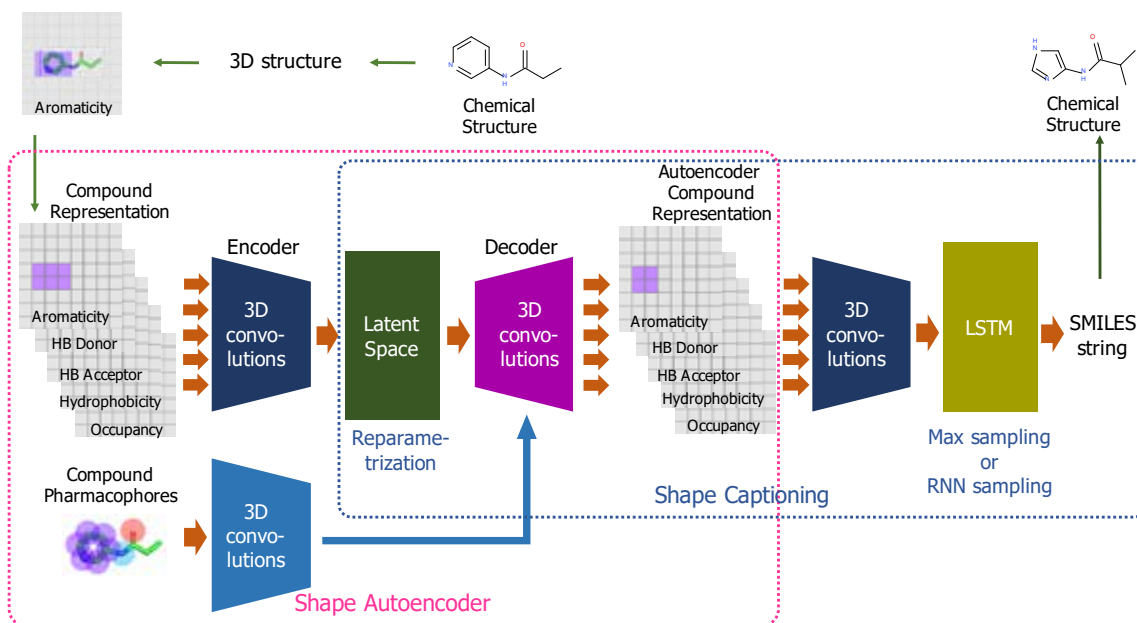 Aromaticity
3D structure
N
N
H
O
Chemical
Structure
H
N
N
N
H
O
Chemical
Structure
Compound
Representation
Aromaticity
HB Donor
HB Acceptor
Hydrophobicity
Occupancy
Encoder
3D
convo-
lutions
Latent
Space
Reparame-
trization
Decoder
3D
convo-
lutions
Autoencoder
Compound
Representation
Aromaticity
HB Donor
HB Acceptor
Hydrophobicity
Occupancy
3D
convo-
lutions
LSTM
SMILES
string
Max sampling
or
RNN sampling
Shape Captioning
Compound
Pharmacophores
3D
convo-
lutions
Shape Autoencoder